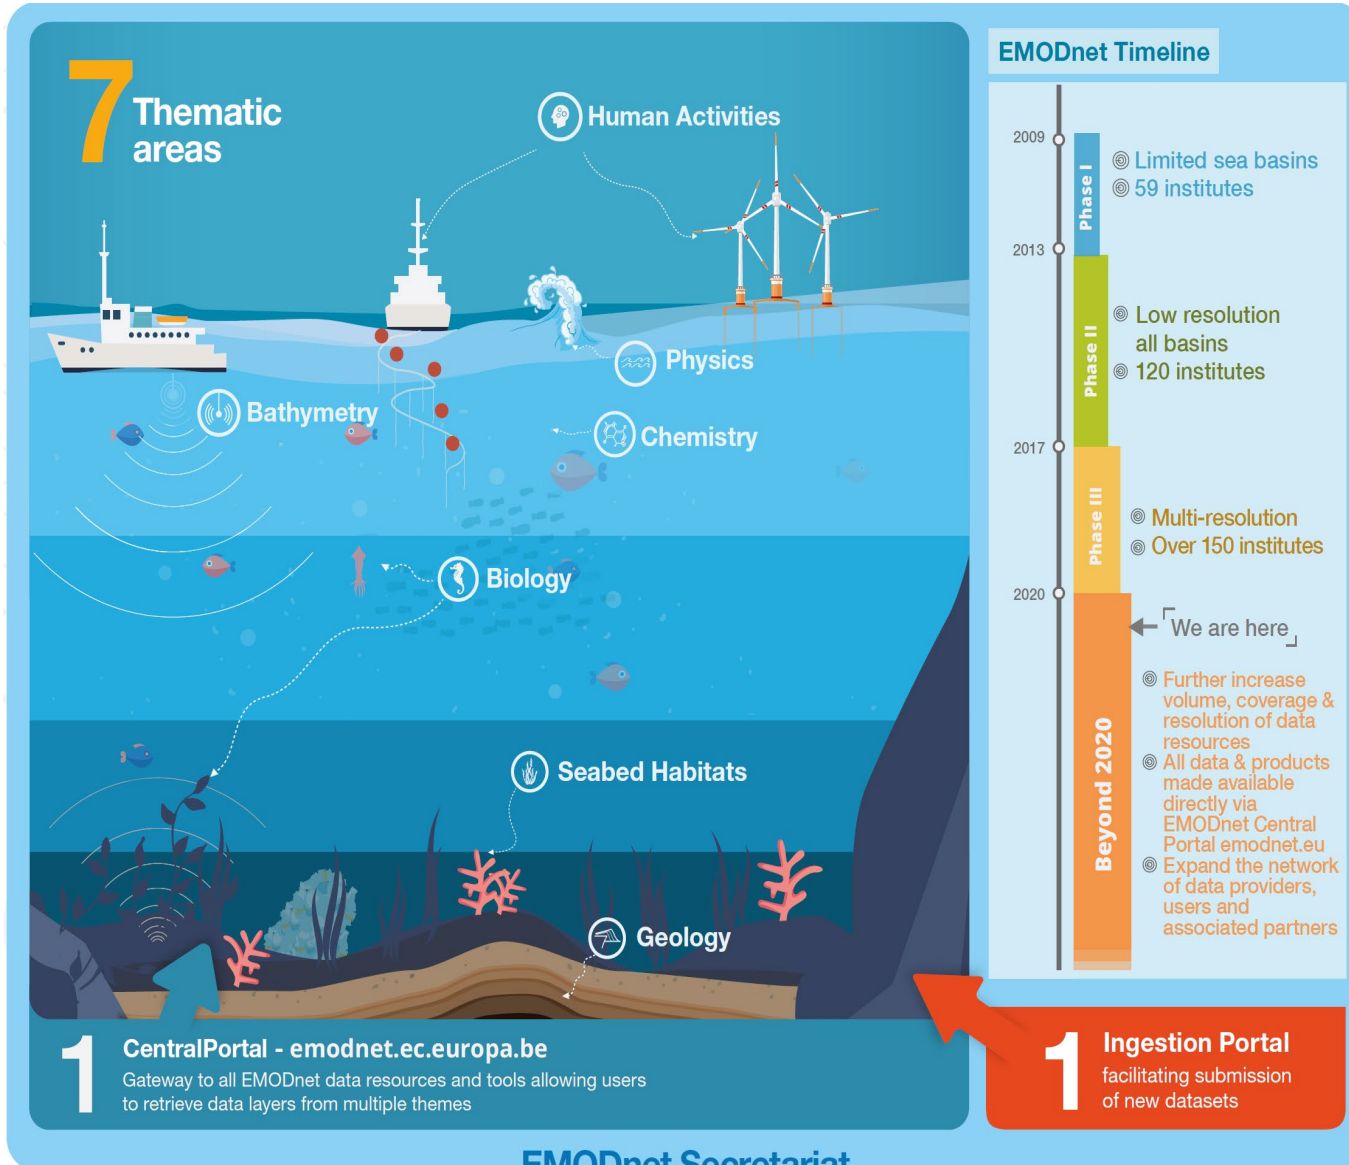 7 Thematic
areas
Human Activities
Physics
Bathymetry
Chemistry
Biology
Seabed Habitats
Geology
1
CentralPortal - emodnet.ec.europa.be
Gateway to all EMODnet data resources and tools allowing users
to retrieve data layers from multiple themes
EMODnet Timeline
2009
Phase I
Limited sea basins
59 institutes
2013
Phase II
Low resolution
all basins
120 institutes
2017
Phase III
Multi-resolution
Over 150 institutes
2020
We are here
Beyond 2020
Further increase
volume, coverage &
resolution of data
resources
All data & products
made available
directly via
EMODnet Central
Portal emodnet.eu
Expand the network
of data providers,
users and
associated partners
1
Ingestion Portal
facilitating submission
of new datasets
EMODnet Secretariat